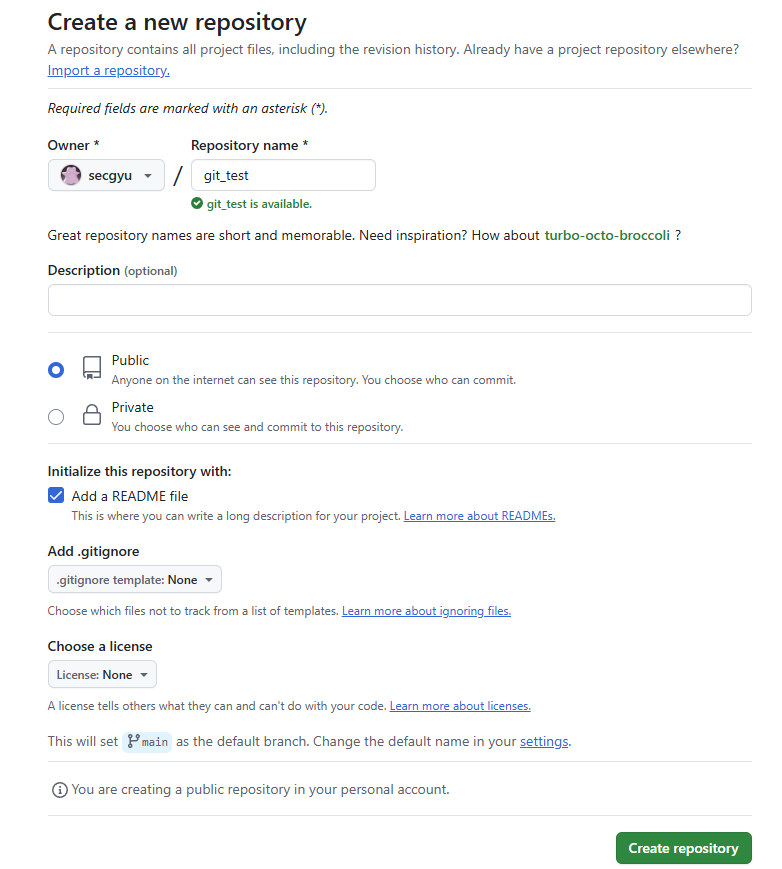 Create a new repository
A repository contains all project files, including the revision history. Already have a project repository elsewhere?
Import a repository.
Required fields are marked with an asterisk (*).
Owner * Repository name *
secgyu / git_test
git_test is available.
Great repository names are short and memorable. Need inspiration? How about turbo-octo-broccoli ?
Description (optional)
Public
Anyone on the internet can see this repository. You choose who can commit.
Private
You choose who can see and commit to this repository.
Initialize this repository with:
Add a README file
This is where you can write a long description for your project. Learn more about READMEs.
Add .gitignore
.gitignore template: None
Choose which files not to track from a list of templates. Learn more about ignoring files.
Choose a license
License: None
A license tells others what they can and can't do with your code. Learn more about licenses.
This will set main as the default branch. Change the default name in your settings.
You are creating a public repository in your personal account.
Create repository